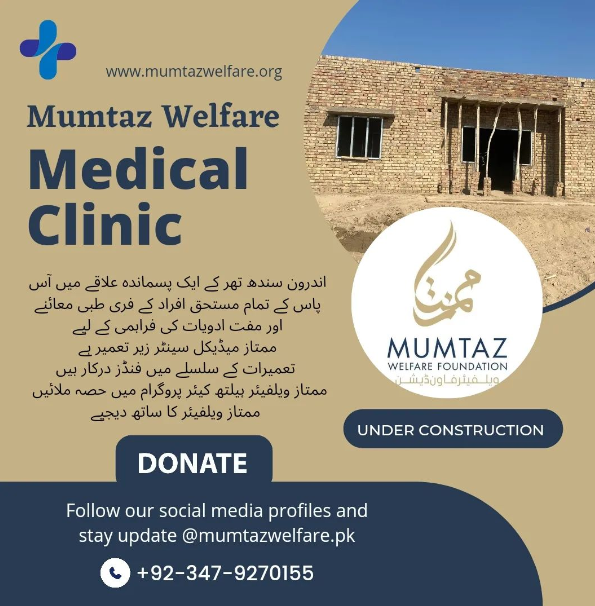 www.mumtazwelfare.org
Mumtaz Welfare
Medical
Clinic
اندرون سندھ تھر کے ایک پسماندہ علاقے میں آس
پاس کے تمام مستحق افراد کے فری طبی معائنے
اور مفت ادویات کی فراہمی کے لیے
ممتاز میڈیکل سینٹر زیر تعمیر ہے
تعمیرات کے سلسلے میں فنڈز درکار ہیں
ممتاز ویلفیئر ہیلتھ کیئر پروگرام میں حصہ ملائیں
ممتاز ویلفیئر کا ساتھ دیجیے
ممتاز
MUMTAZ
WELFARE FOUNDATION
ویلفیئر فاونڈیشن
UNDER CONSTRUCTION
DONATE
Follow our social media profiles and
stay update @mumtazwelfare.pk
+92-347-9270155